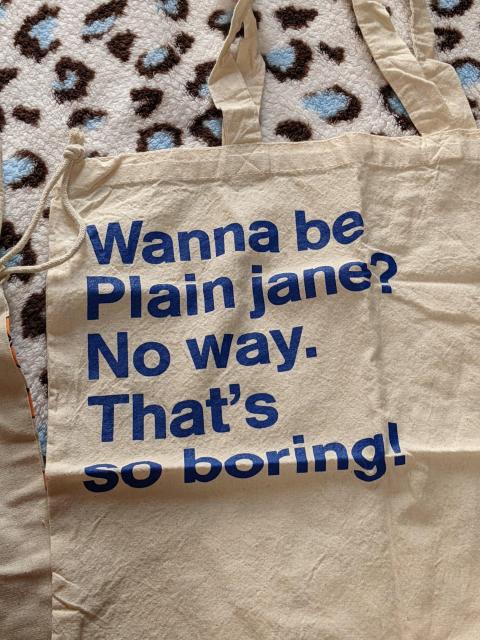 Wanna be
Plain jane?
No way.
That's
so boring!